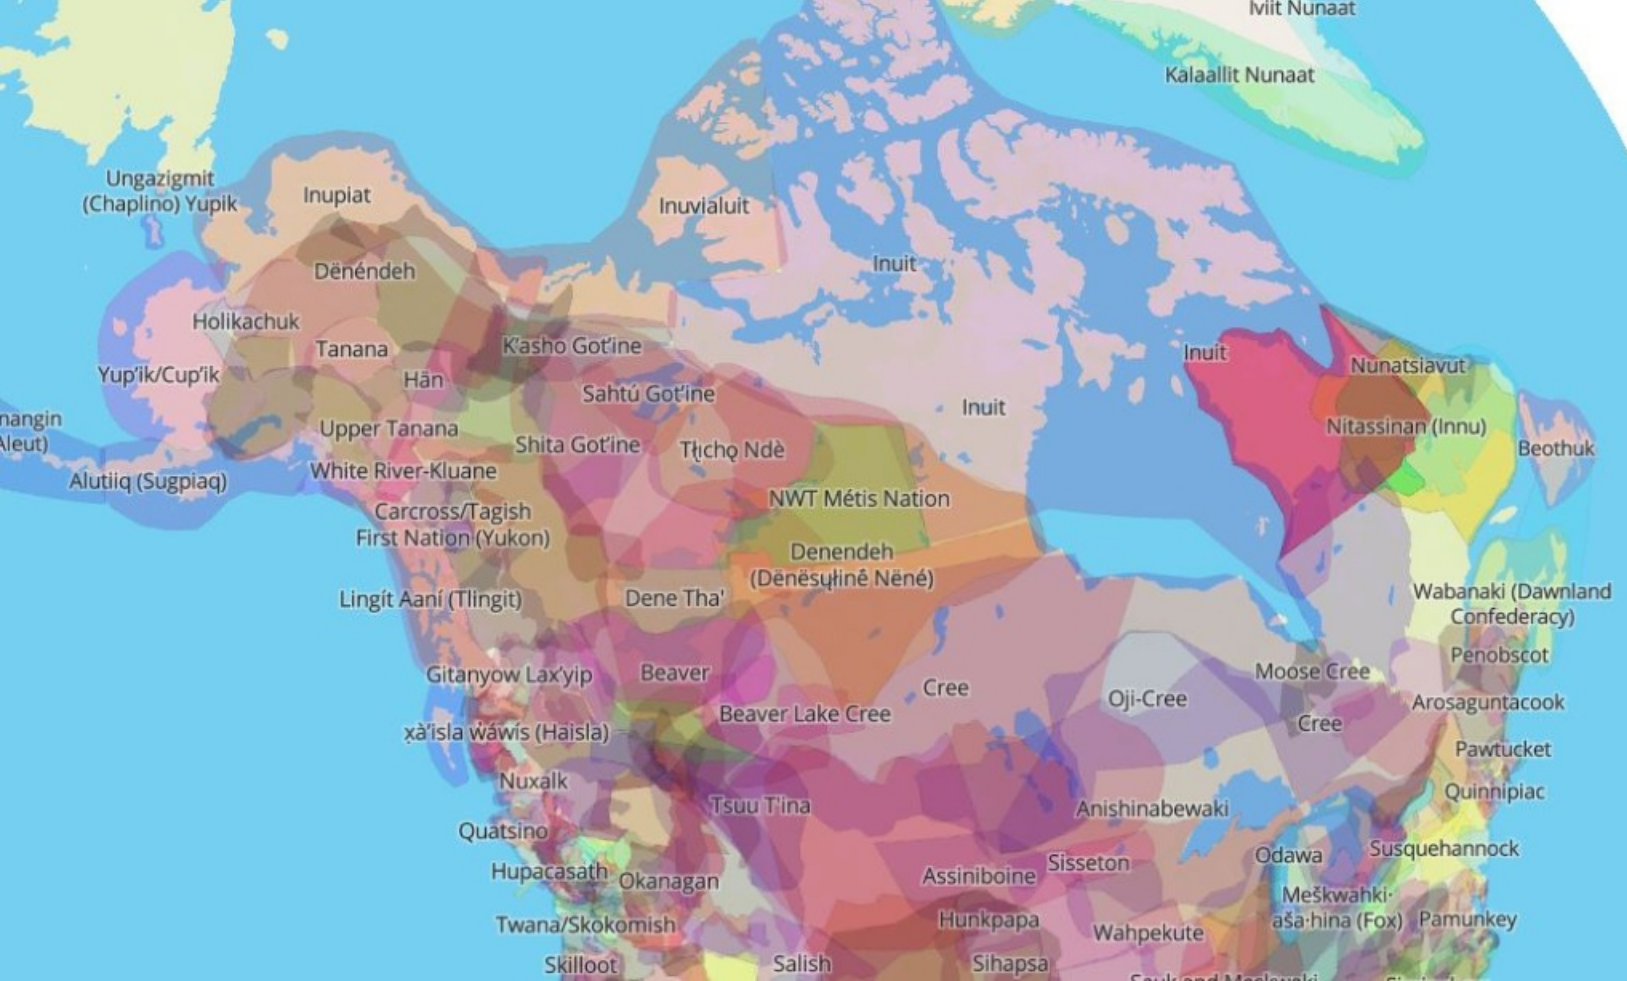 Iviit Nunaat
Kalaallit Nunaat
Ungazigmit
(Chaplino) Yupik
Inupiat
Inuvialuit
Inuit
Dënéndeh
Holikachuk
Tanana
K'asho Got'ine
Inuit
Nunatsiavut
Yup'ik/Cup'ik
Hän
Sahtú Got'ine
Inuit
nangin
Aleut)
Upper Tanana
Shita Got'ine
Tłı̨chǫ Ndè
Nitassinan (Innu)
Beothuk
Alutiiq (Sugpiaq)
White River-Kluane
NWT Métis Nation
Carcross/Tagish
First Nation (Yukon)
Denendeh
(Dënësųłinë́ Nëné)
Lingít Aaní (Tlingit)
Dene Tha'
Wabanaki (Dawnland
Confederacy)
Penobscot
Gitanyow Lax'yip
Beaver
Cree
Oji-Cree
Moose Cree
Arosaguntacook
Beaver Lake Cree
Cree
x̣àʼisla w̓áwís (Haisla)
Pawtucket
Nuxalk
Quinnipiac
Tsuu T'ina
Anishinabewaki
Quatsino
Susquehannock
Odawa
Hupacasath
Okanagan
Assiniboine
Sisseton
Meškwahki·
aša·hina (Fox)
Twana/Skokomish
Hunkpapa
Wahpekute
Pamunkey
Skilloot
Salish
Sihapsa